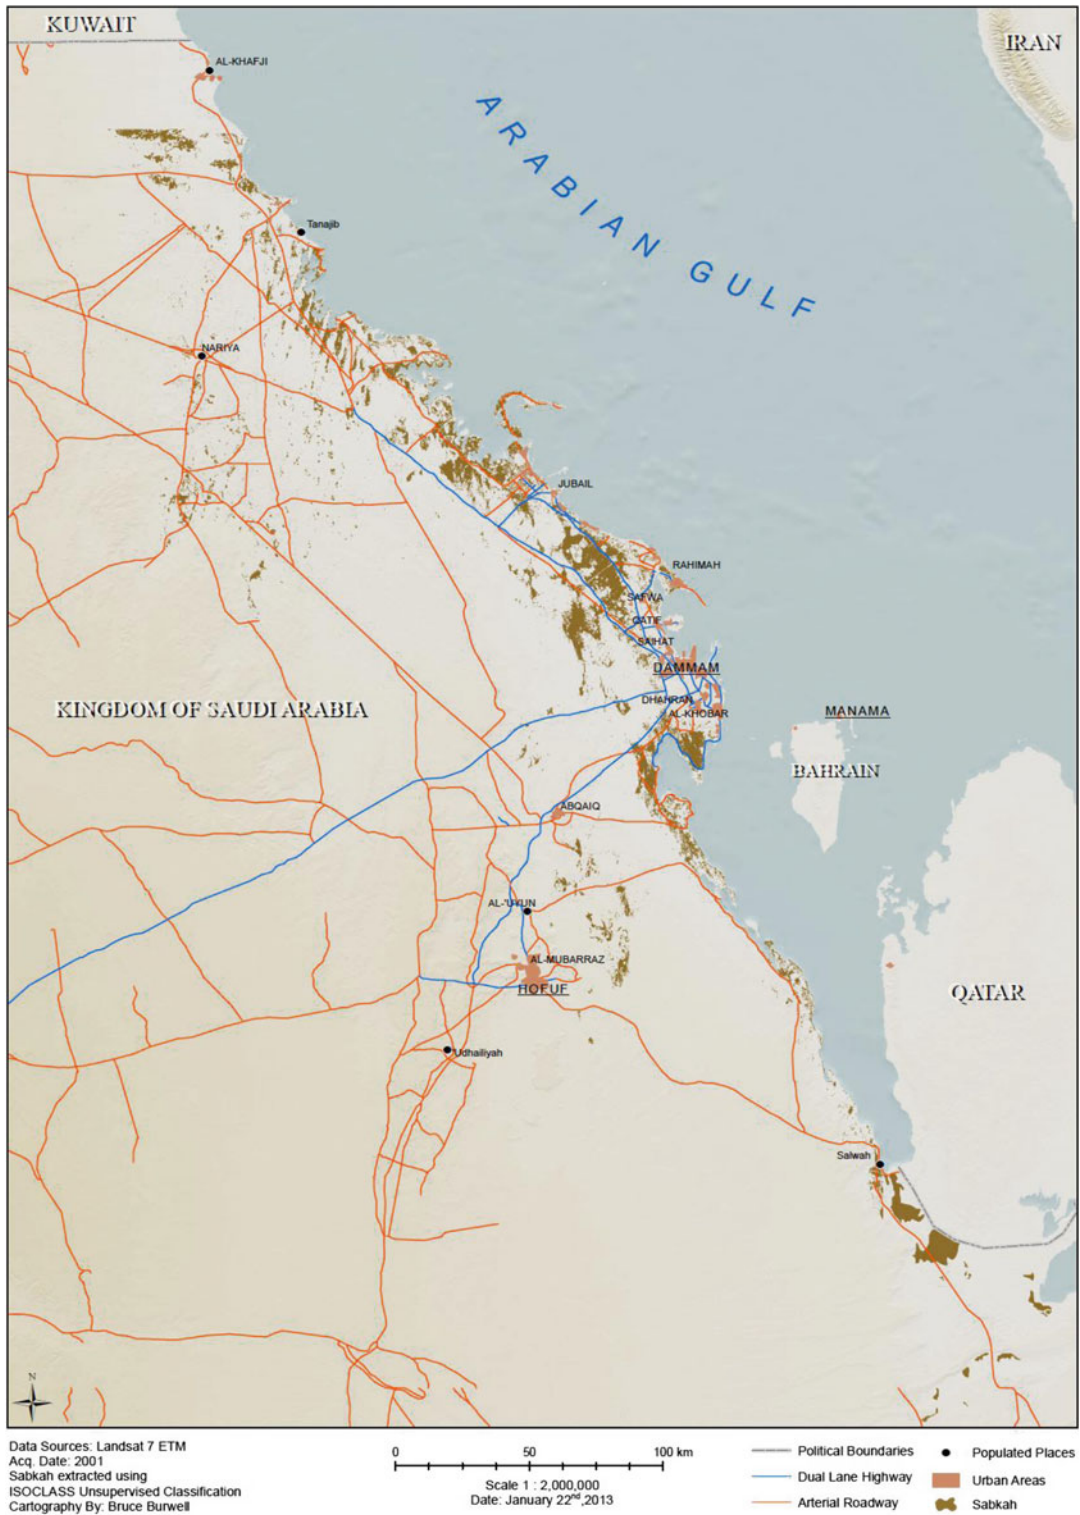 KUWAIT
IRAN
AL-KHAFJI
ARABIAN GULF
Tanajib
NARIYA
JUBAIL
RAHIMAH
SAFWA
QATIF
SAIHAT
DAMMAM
DHAHRAN
AL-KHOBAR
KINGDOM OF SAUDI ARABIA
MANAMA
BAHRAIN
ABQAIQ
AL-'UYUN
AL-MUBARRAZ
HOFUF
QATAR
Udhailiyah
Salwah
N
Data Sources: Landsat 7 ETM
Acq. Date: 2001
Sabkah extracted using
ISOCLASS Unsupervised Classification
Cartography By: Bruce Burwell
0 50 100 km
Scale 1 : 2,000,000
Date: January 22nd,2013
Political Boundaries
Dual Lane Highway
Arterial Roadway
Populated Places
Urban Areas
Sabkah